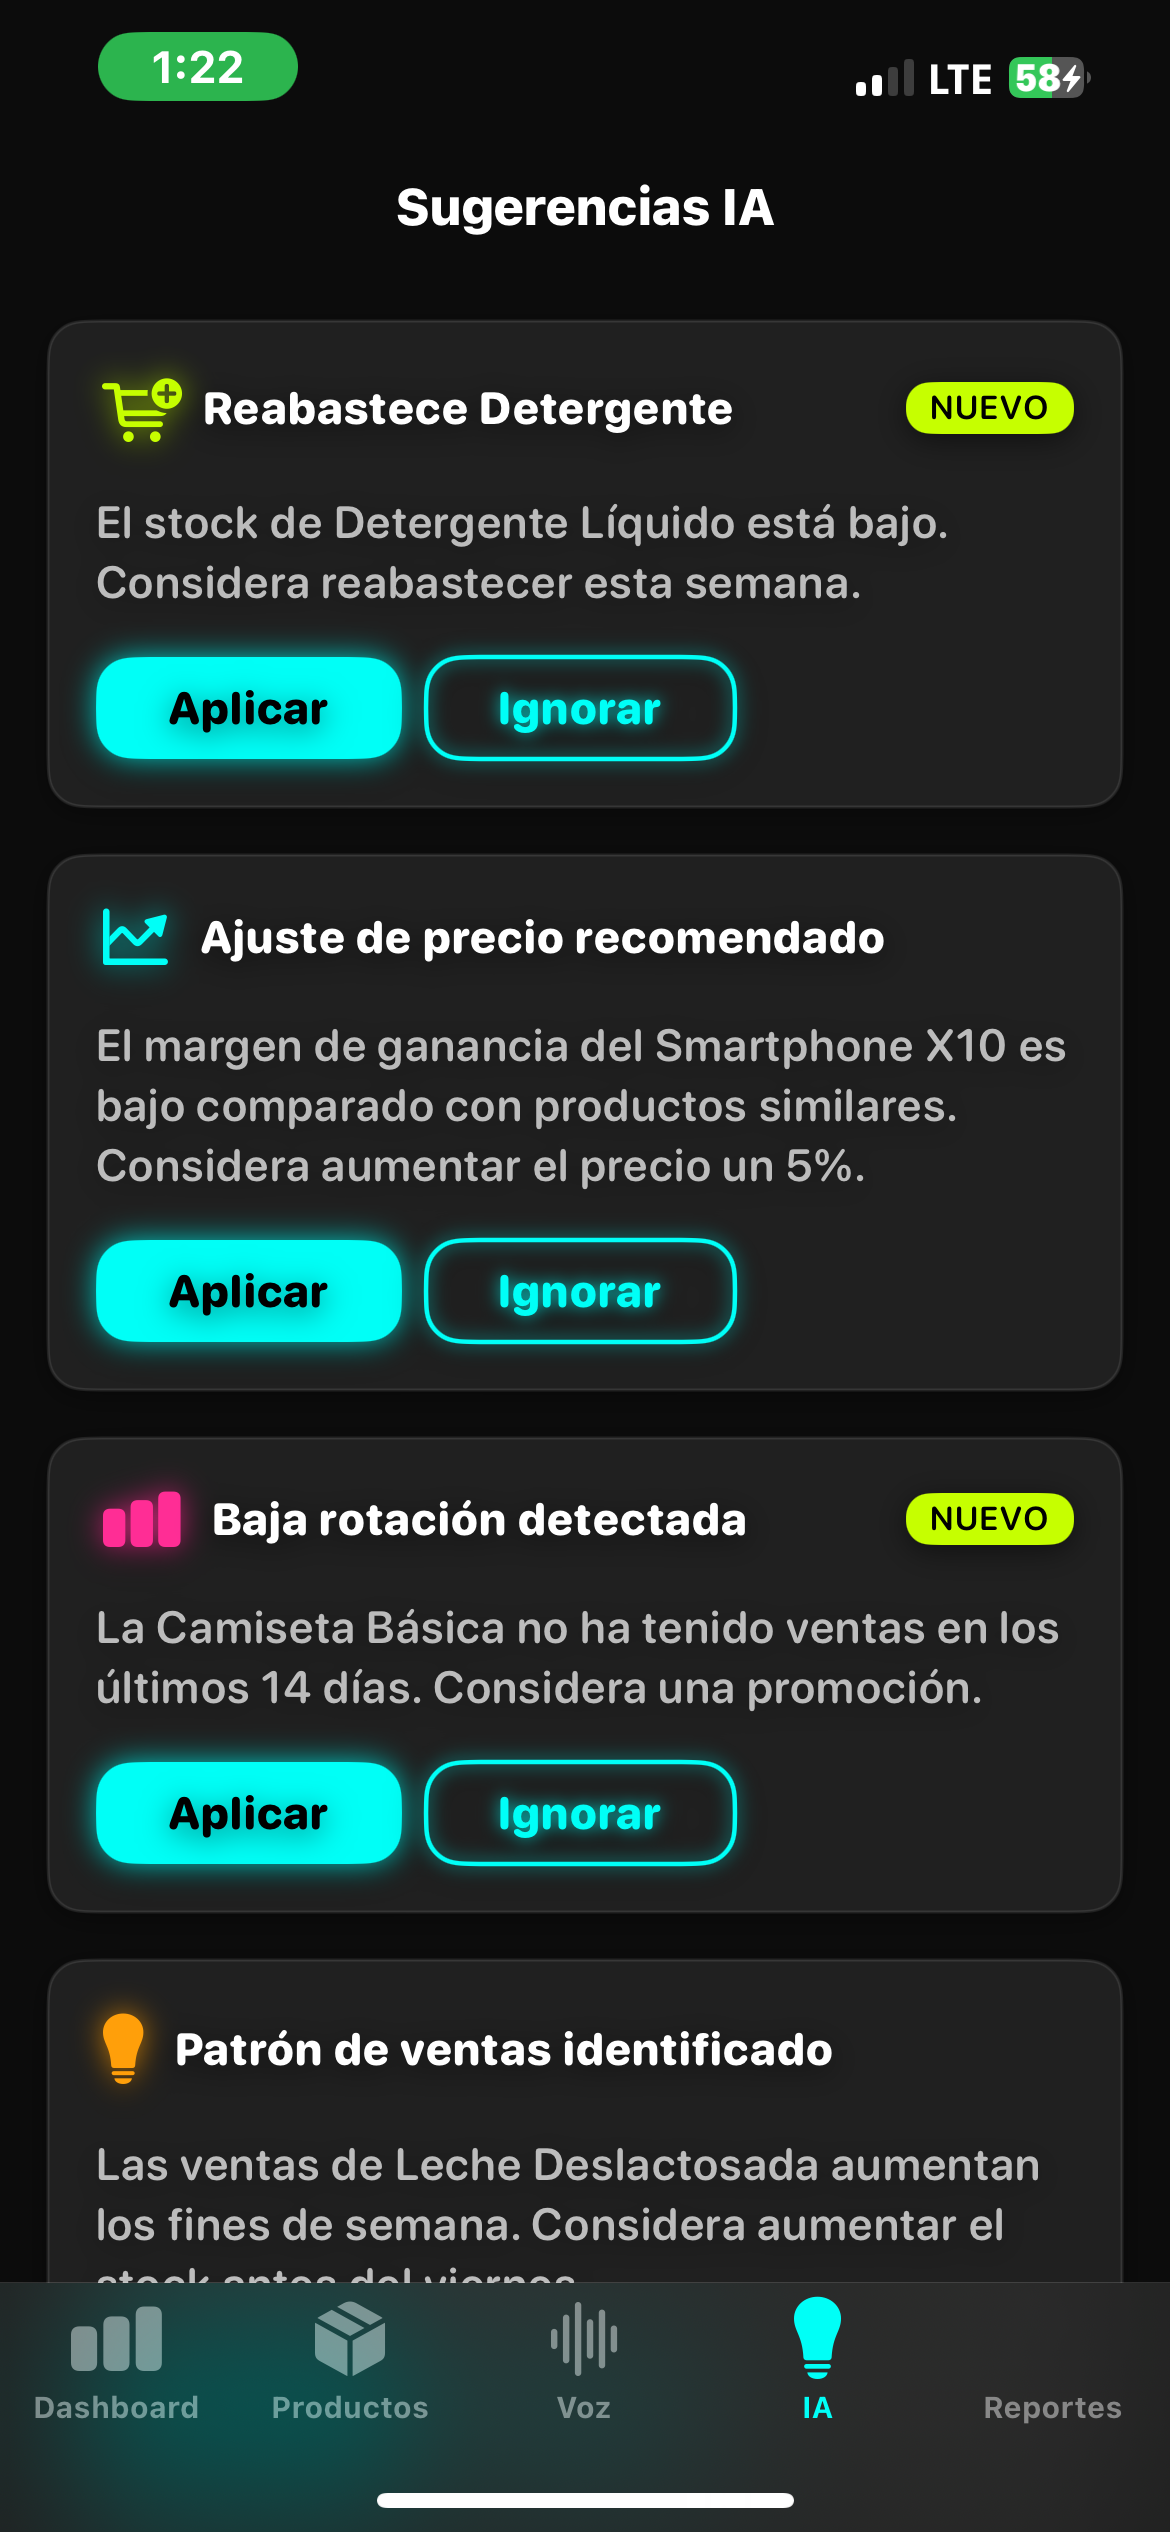 1:22
LTE 58
Sugerencias IA
Reabastece Detergente
NUEVO
El stock de Detergente Líquido está bajo.
Considera reabastecer esta semana.
Aplicar Ignorar
Ajuste de precio recomendado
El margen de ganancia del Smartphone X10 es
bajo comparado con productos similares.
Considera aumentar el precio un 5%.
Aplicar Ignorar
Baja rotación detectada
NUEVO
La Camiseta Básica no ha tenido ventas en los
últimos 14 días. Considera una promoción.
Aplicar Ignorar
Patrón de ventas identificado
Las ventas de Leche Deslactosada aumentan
los fines de semana. Considera aumentar el
stock antes del viernes.
Dashboard Productos Voz IA Reportes